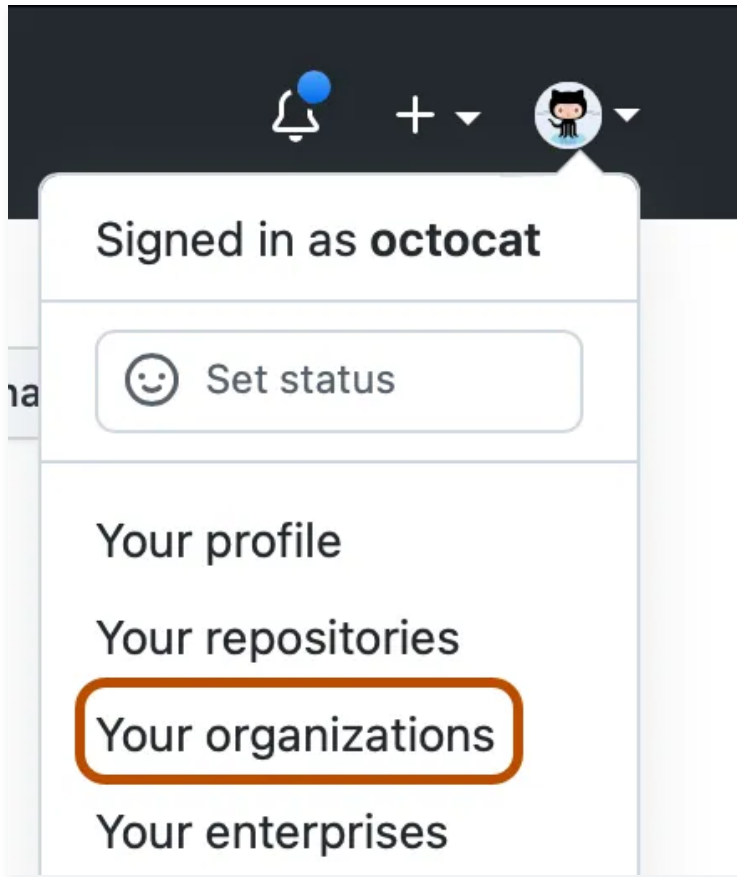 Signed in as octocat
Set status
Your profile
Your repositories
Your organizations
Your enterprises